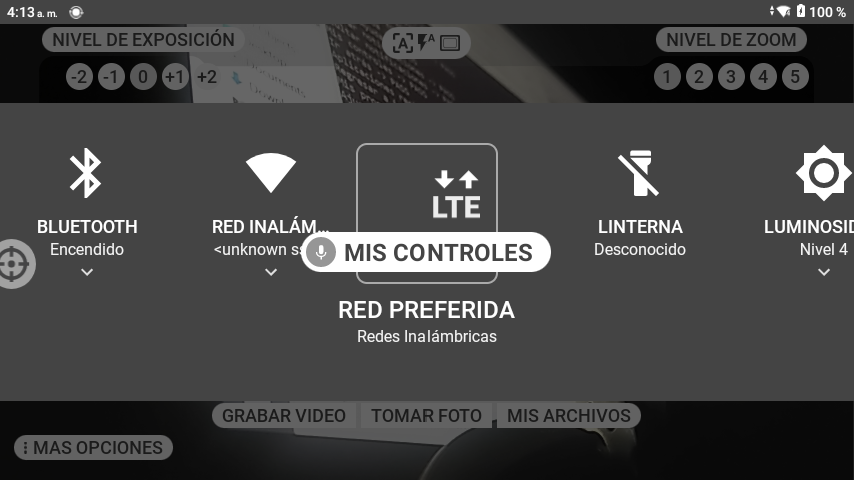 4:13 a. m.
100 %
NIVEL DE EXPOSICIÓN
A
A
NIVEL DE ZOOM
-2 -1 0 +1 +2
1 2 3 4 5
BLUETOOTH
Encendido
RED INALÁM...
<unknown ss
LTE
MIS CONTROLES
RED PREFERIDA
Redes Inalámbricas
LINTERNA
Desconocido
LUMINOSID
Nivel 4
GRABAR VIDEO
TOMAR FOTO
MIS ARCHIVOS
MAS OPCIONES